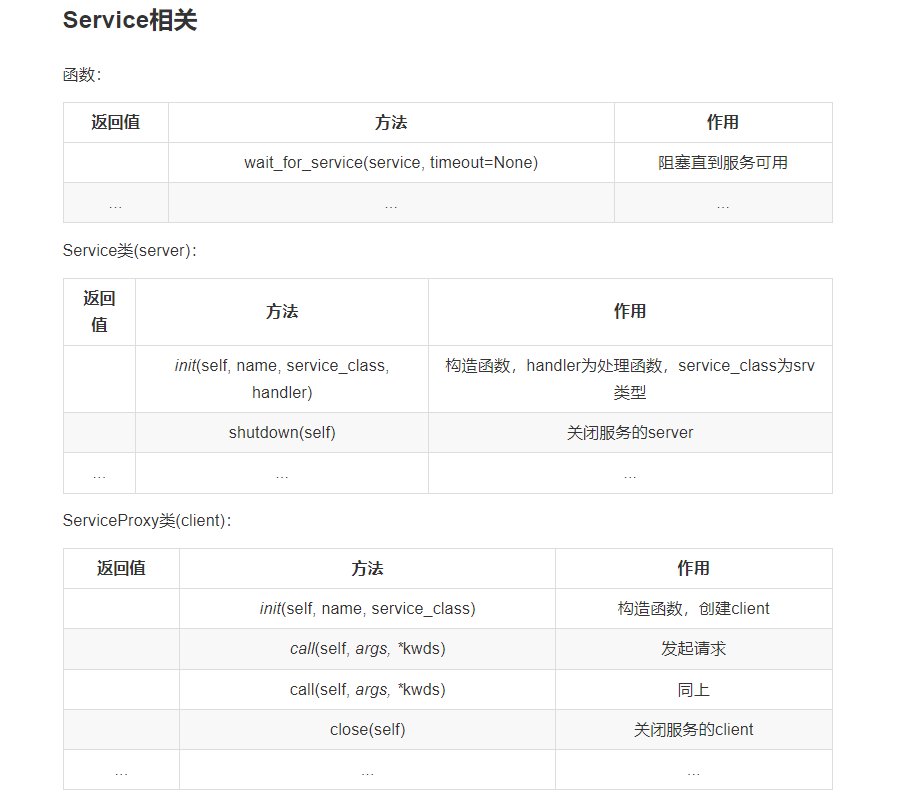 Service相关
函数：
返回值 方法 作用
wait_for_service(service, timeout=None) 阻塞直到服务可用
... ... ...
Service类(server)：
返回
值
方法 作用
init(self, name, service_class,
handler)
构造函数，handler为处理函数，service_class为srv
类型
shutdown(self) 关闭服务的server
... ... ...
ServiceProxy类(client)：
返回值 方法 作用
init(self, name, service_class) 构造函数，创建client
call(self, args, *kwds) 发起请求
call(self, args, *kwds) 同上
close(self) 关闭服务的client
... ... ...